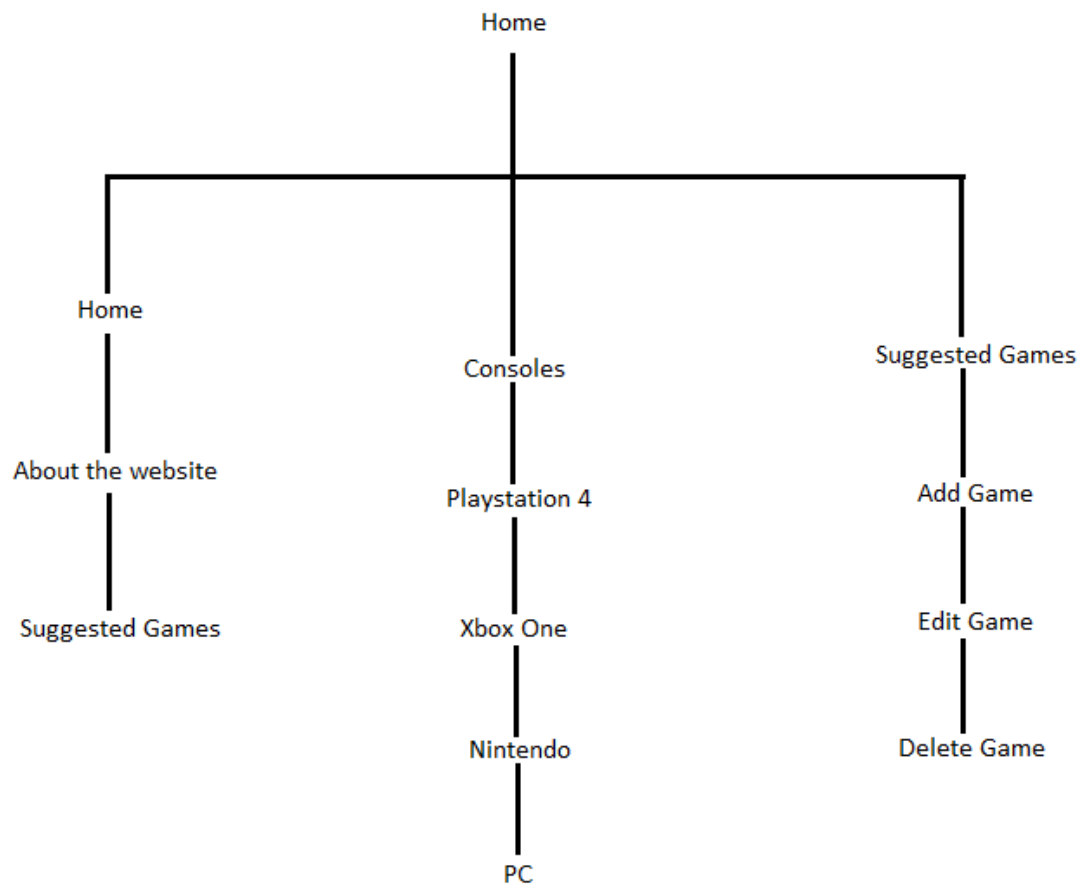 Home
Home
About the website
Suggested Games
Consoles
Playstation 4
Xbox One
Nintendo
PC
Suggested Games
Add Game
Edit Game
Delete Game